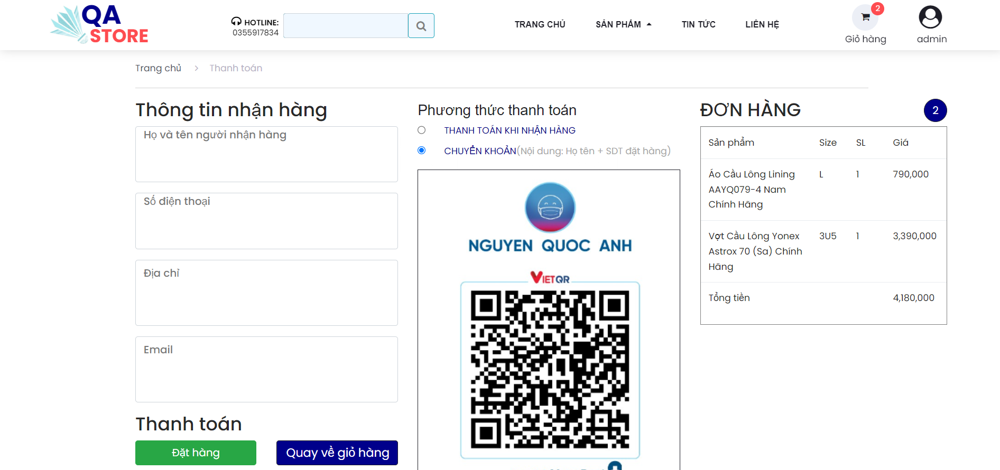 QA
STORE
HOTLINE:
0355917834
TRANG CHỦ
SẢN PHẨM
TIN TỨC
LIÊN HỆ
2
Giỏ hàng
admin
Trang chủ
Thanh toán
Thông tin nhận hàng
Họ và tên người nhận hàng
Số điện thoại
Địa chỉ
Email
Thanh toán
Đặt hàng
Quay về giỏ hàng
Phương thức thanh toán
THANH TOÁN KHI NHẬN HÀNG
CHUYỂN KHOẢN(Nội dung: Họ tên + SDT đặt hàng)
NGUYEN QUOC ANH
VIETQR
ĐƠN HÀNG
2
Sản phẩm Size SL Giá
Áo Cầu Lông Lining L 1 790,000
AAYQ079-4 Nam
Chính Hãng
Vợt Cầu Lông Yonex 3U5 1 3,390,000
Astrox 70 (Sa) Chính
Hãng
Tổng tiền 4,180,000